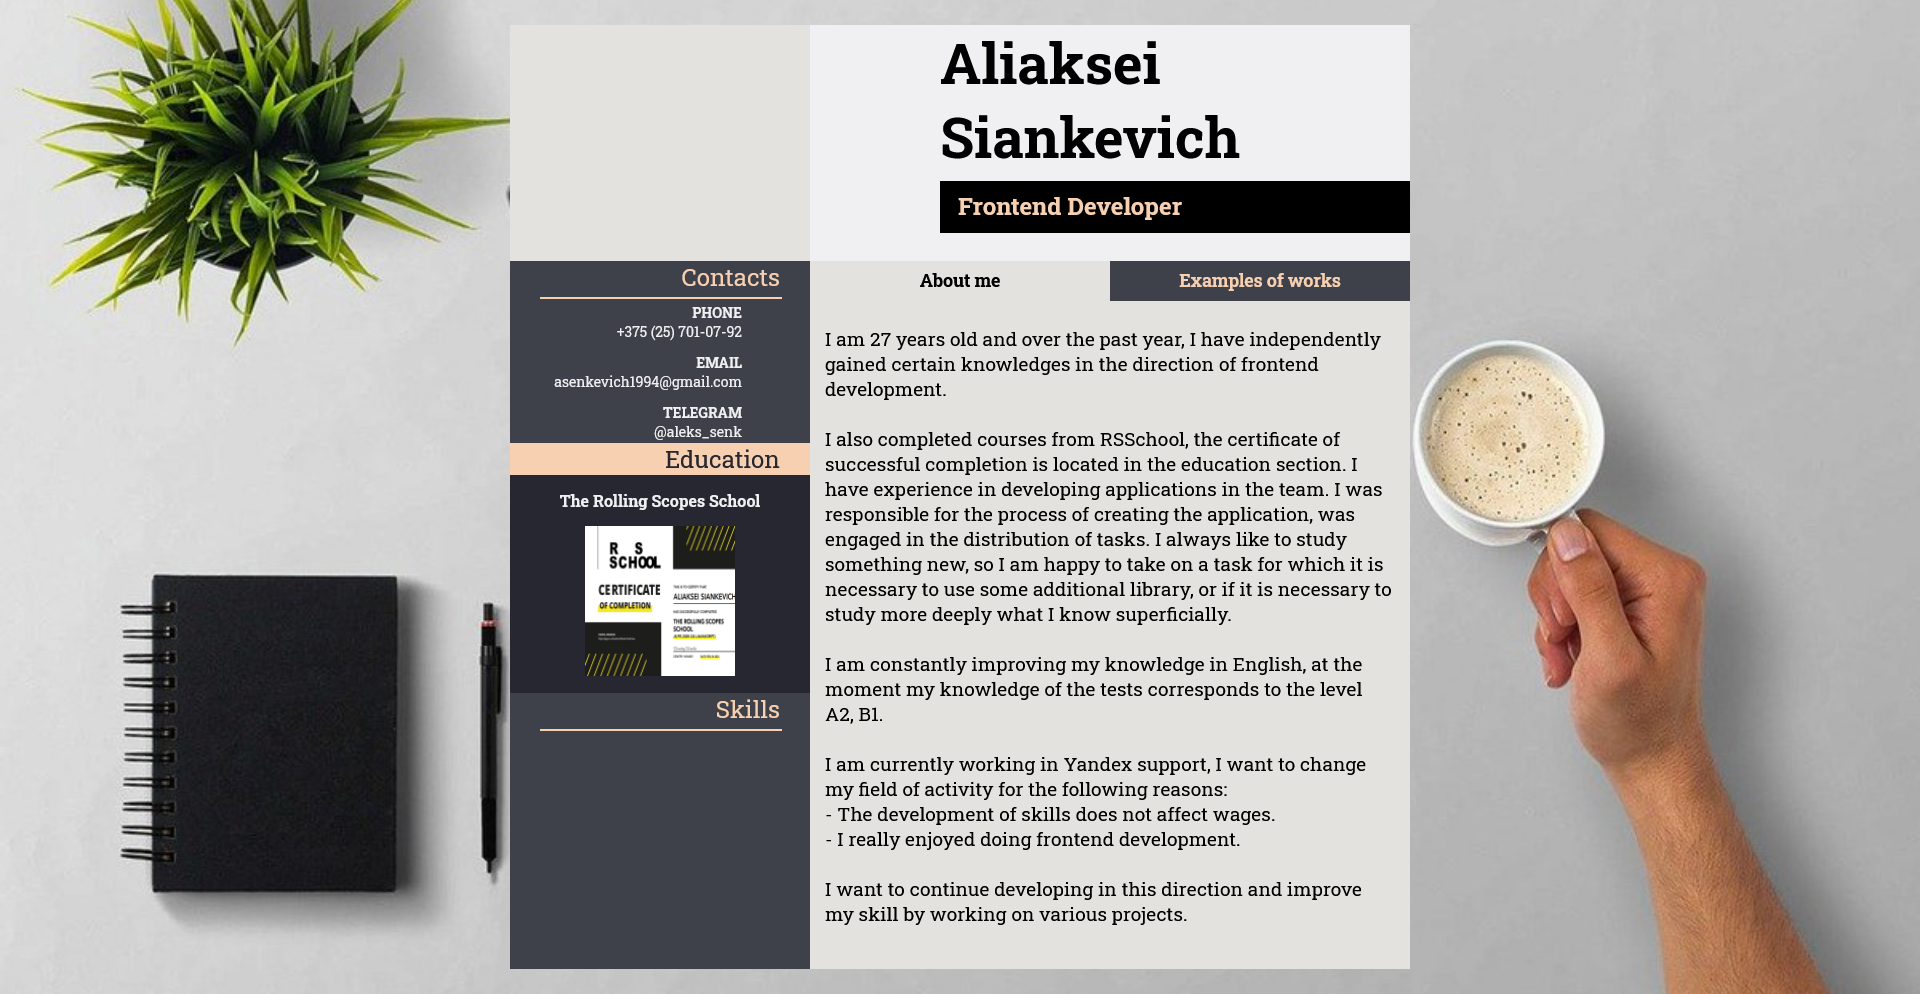 Aliaksei
Siankevich
Frontend Developer
Contacts
PHONE
+375 (25) 701-07-92
EMAIL
asenkevich1994@gmail.com
TELEGRAM
@aleks_senk
Education
The Rolling Scopes School
R S
SCHOOL
CERTIFICATE
OF COMPLETION
THIS IS TO CERTIFY THAT
ALIAKSEI SIANKEVICH
HAS SUCCESSFULLY COMPLETED
THE ROLLING SCOPES
SCHOOL
Skills
About me
Examples of works
I am 27 years old and over the past year, I have independently
gained certain knowledges in the direction of frontend
development.
I also completed courses from RSSchool, the certificate of
successful completion is located in the education section. I
have experience in developing applications in the team. I was
responsible for the process of creating the application, was
engaged in the distribution of tasks. I always like to study
something new, so I am happy to take on a task for which it is
necessary to use some additional library, or if it is necessary to
study more deeply what I know superficially.
I am constantly improving my knowledge in English, at the
moment my knowledge of the tests corresponds to the level
A2, B1.
I am currently working in Yandex support, I want to change
my field of activity for the following reasons:
- The development of skills does not affect wages.
- I really enjoyed doing frontend development.
I want to continue developing in this direction and improve
my skill by working on various projects.